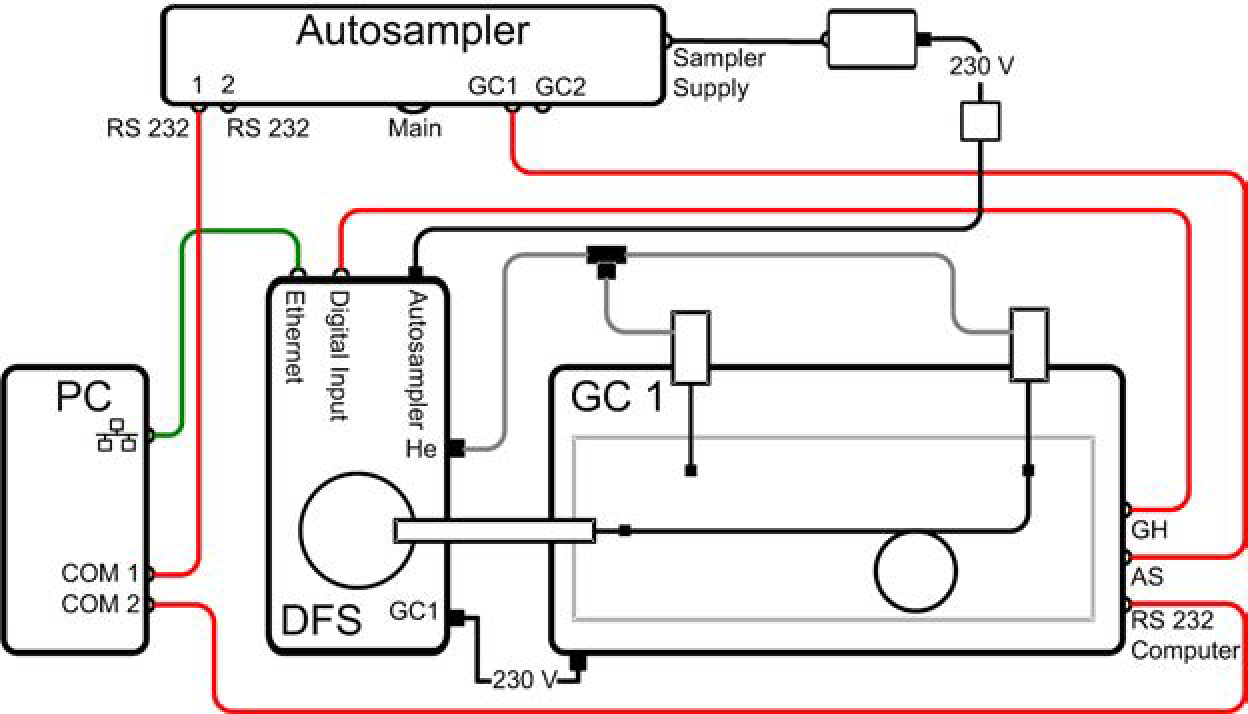 Autosampler
1 2 GC1 GC2
RS 232 RS 232 Main
Sampler
Supply
230 V
Ethernet
Digital Input
Autosampler
He
PC
COM 1
COM 2
DFS
GC1
230 V
GC 1
GH
AS
RS 232
Computer